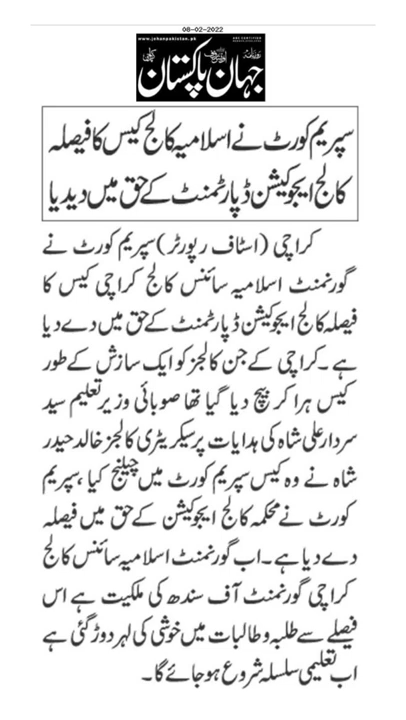 08-02-2022
www.jehanpakistan.pk
ABC CERTIFIED
روزنامہ
جہان پاکستان
کراچی
سپریم کورٹ نے اسلامیہ کالج کیس کا فیصلہ
کالج ایجوکیشن ڈپارٹمنٹ کے حق میں دیدیا
کراچی (اسٹاف رپورٹر) سپریم کورٹ نے
گورنمنٹ اسلامیہ سائنس کالج کراچی کیس کا
فیصلہ کالج ایجوکیشن ڈپارٹمنٹ کے حق میں دے دیا
ہے۔ کراچی کے جن کالجز کو ایک سازش کے طور
کیس ہرا کر بیچ دیا گیا تھا صوبائی وزیر تعلیم سید
سردار علی شاہ کی ہدایات پر سیکریٹری کالجز خالد حیدر
شاہ نے وہ کیس سپریم کورٹ میں چیلنج کیا، سپریم
کورٹ نے محکمہ کالج ایجوکیشن کے حق میں فیصلہ
دے دیا ہے۔ اب گورنمنٹ اسلامیہ سائنس کالج
کراچی گورنمنٹ آف سندھ کی ملکیت ہے اس
فیصلے سے طلبہ و طالبات میں خوشی کی لہر دوڑ گئی ہے
اب تعلیمی سلسلہ شروع ہو جائے گا۔